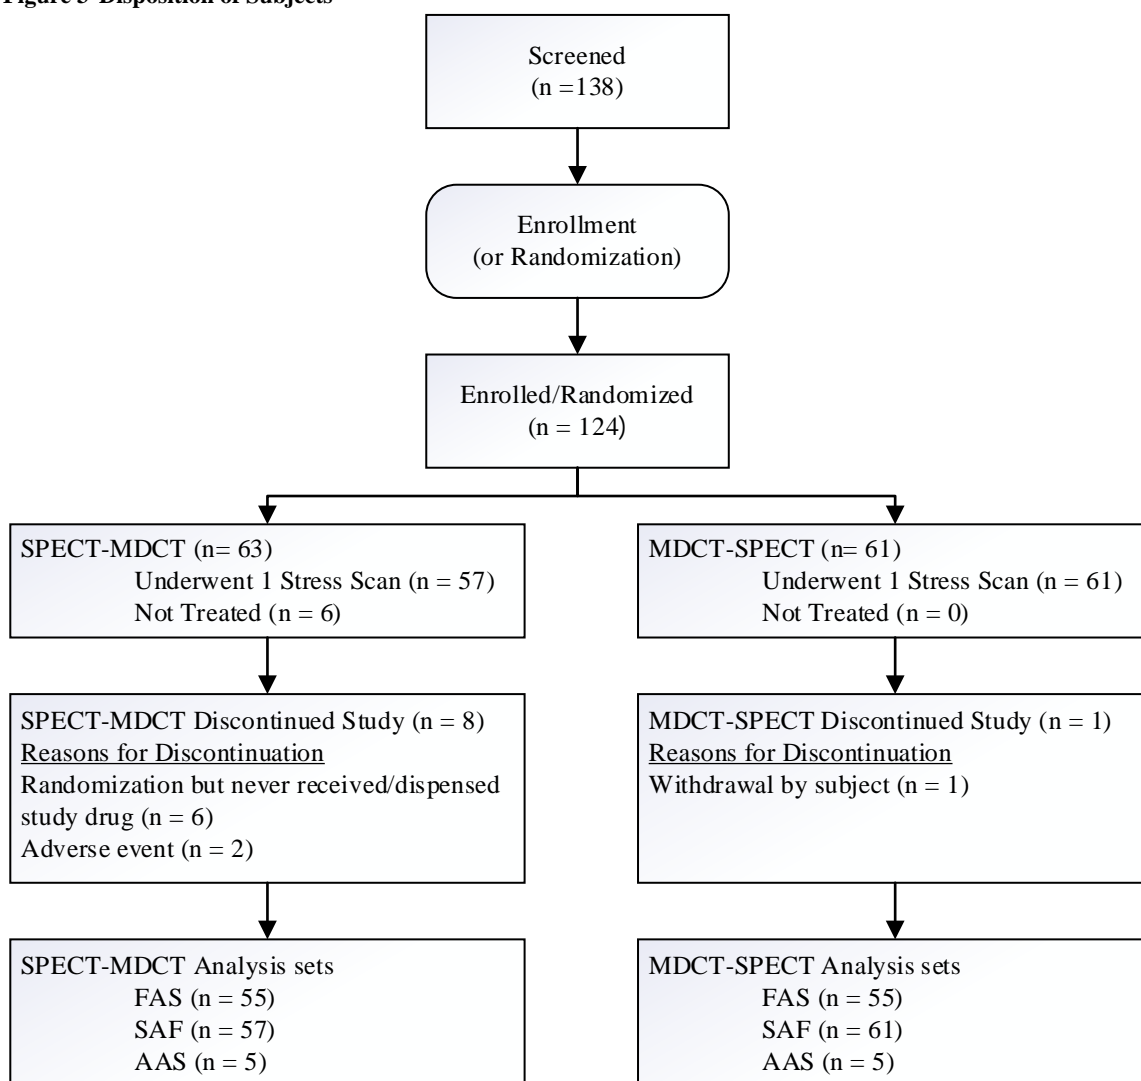 Figure 3 Disposition of Subjects
Screened
(n =138)
Enrollment
(or Randomization)
Enrolled/Randomized
(n = 124)
SPECT-MDCT (n= 63)
Underwent 1 Stress Scan (n = 57)
Not Treated (n = 6)
MDCT-SPECT (n= 61)
Underwent 1 Stress Scan (n = 61)
Not Treated (n = 0)
SPECT-MDCT Discontinued Study (n = 8)
Reasons for Discontinuation
Randomization but never received/dispensed
study drug (n = 6)
Adverse event (n = 2)
MDCT-SPECT Discontinued Study (n = 1)
Reasons for Discontinuation
Withdrawal by subject (n = 1)
SPECT-MDCT Analysis sets
FAS (n = 55)
SAF (n = 57)
AAS (n = 5)
MDCT-SPECT Analysis sets
FAS (n = 55)
SAF (n = 61)
AAS (n = 5)